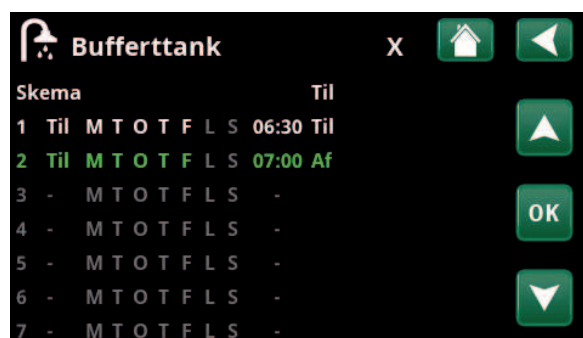 Bufferttank X
Skema Til
1 Til M T O T F L S 06:30 Til
2 Til M T O T F L S 07:00 Af
3 - M T O T F L S -
4 - M T O T F L S -
OK
5 - M T O T F L S -
6 - M T O T F L S -
7 - M T O T F L S -